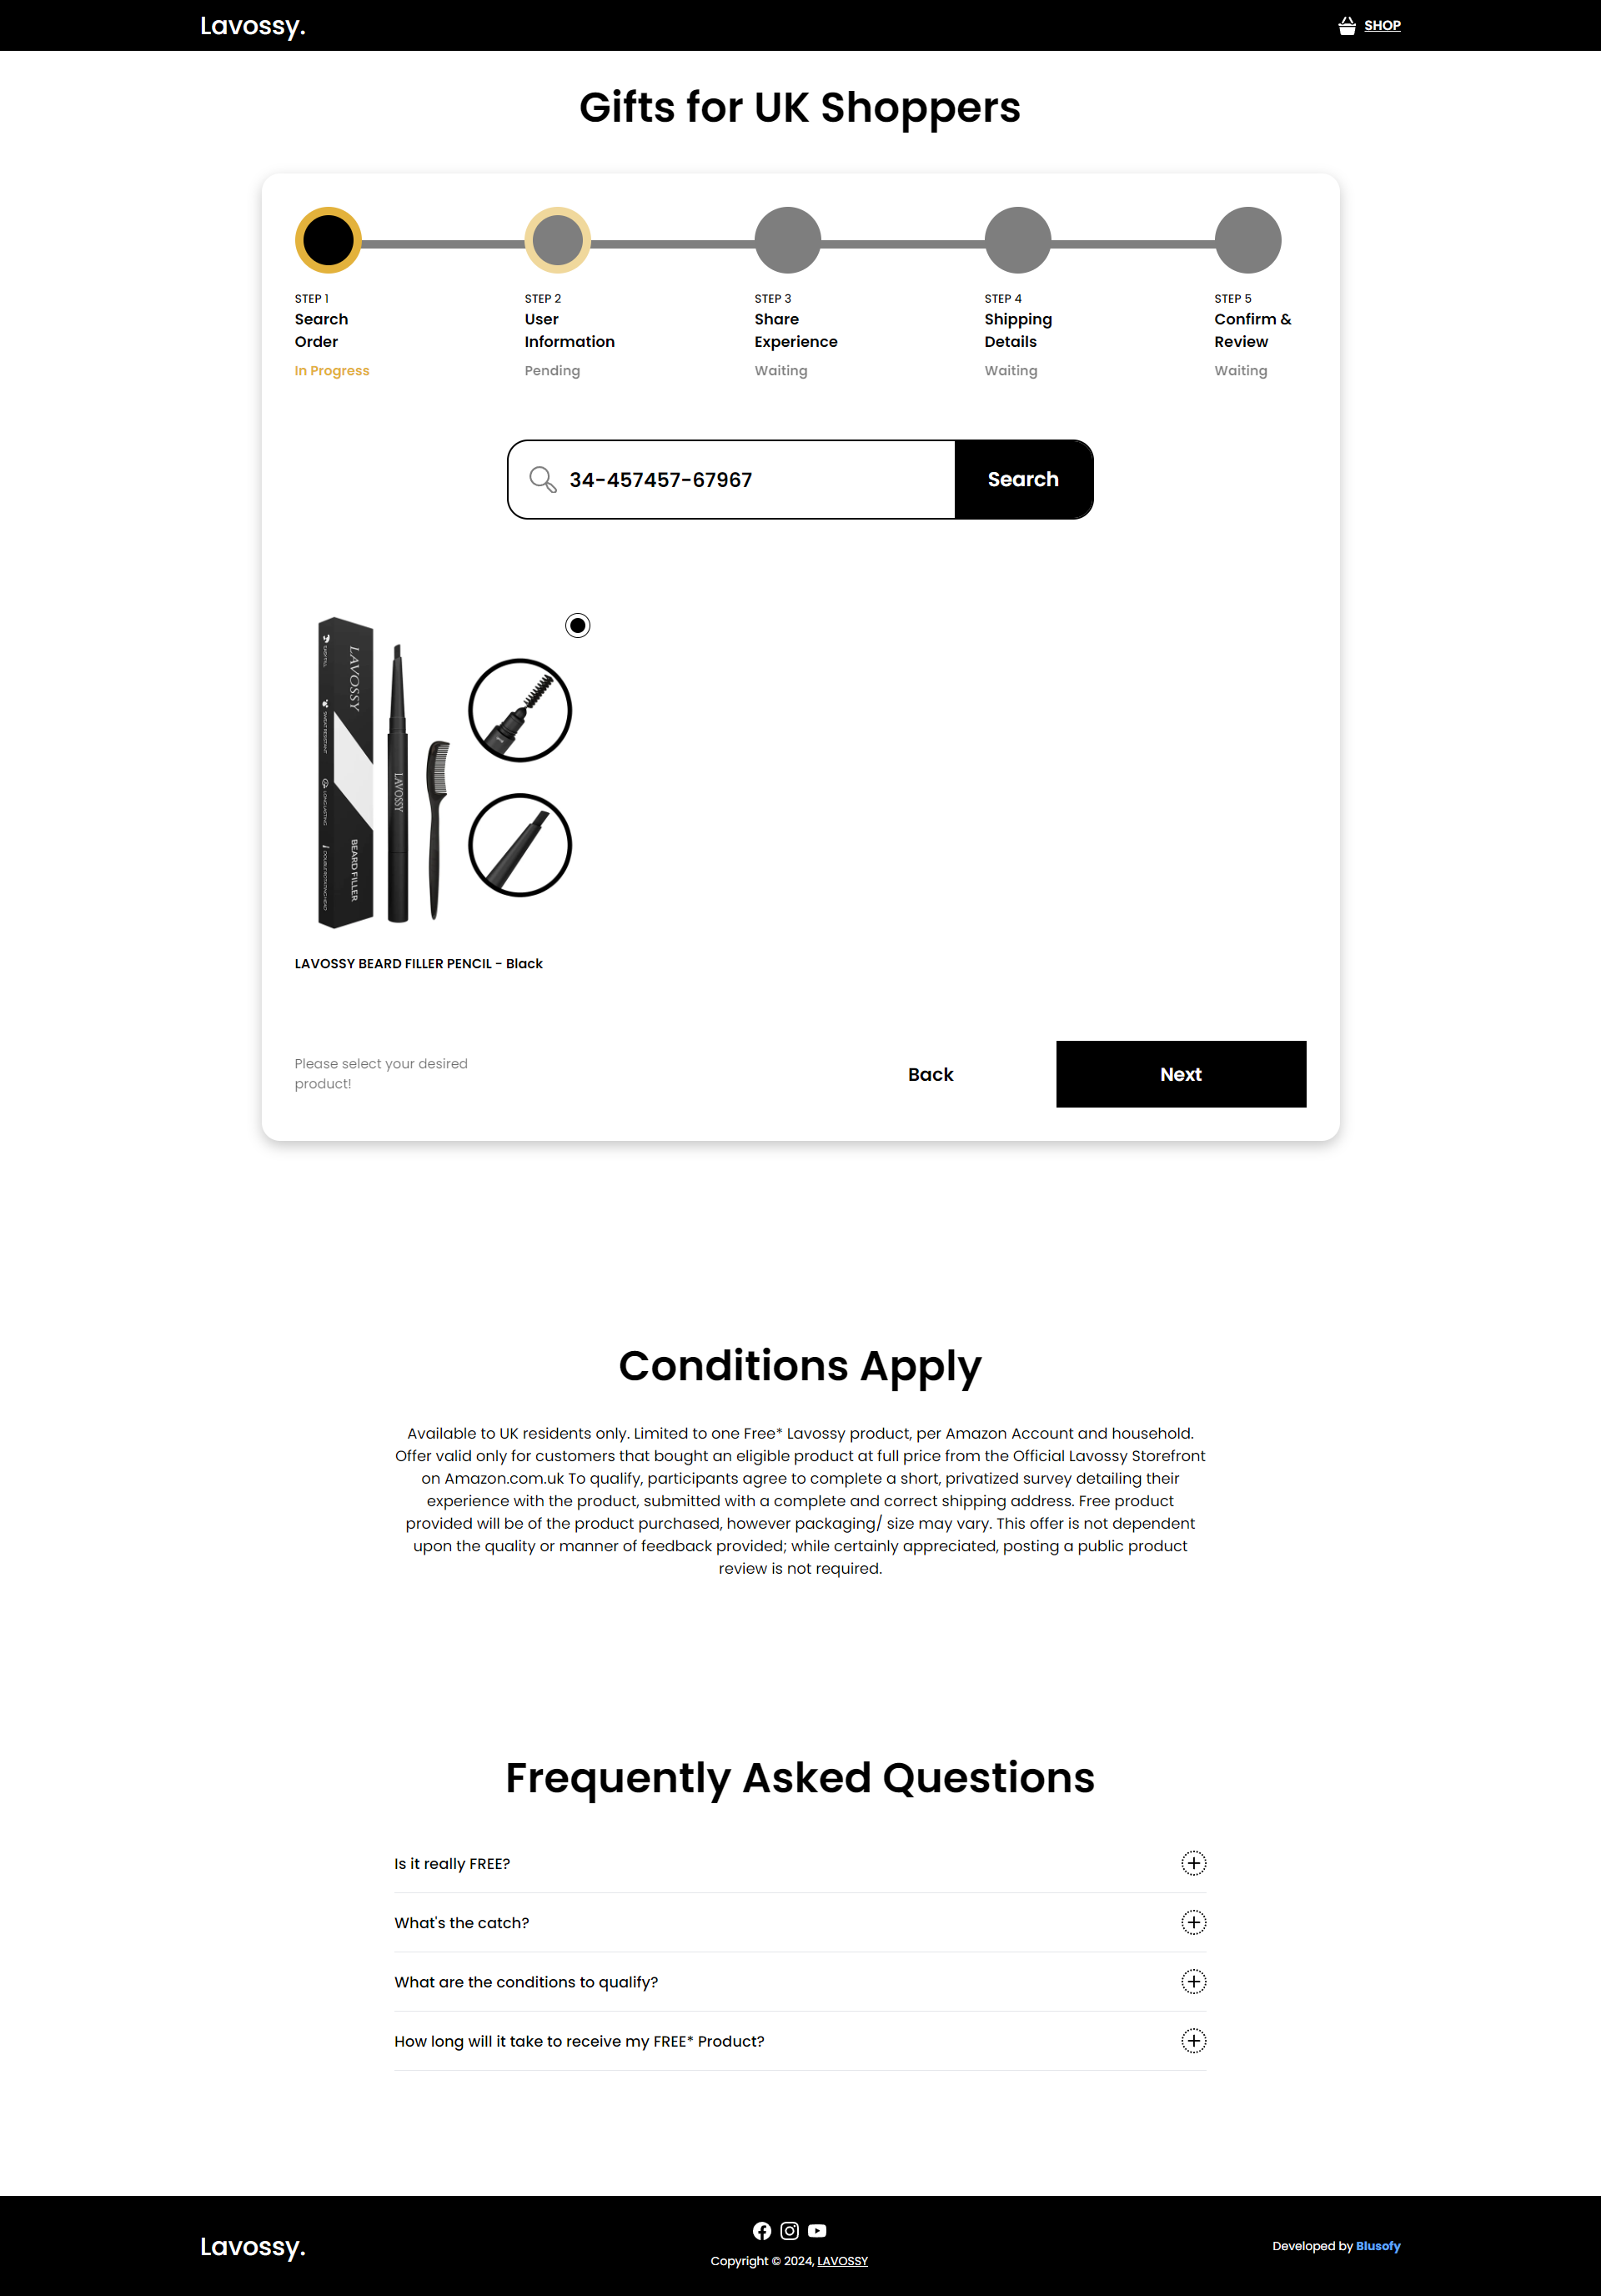 Lavossy.
SHOP
Gifts for UK Shoppers
STEP 1
Search
Order
In Progress
STEP 2
User
Information
Pending
STEP 3
Share
Experience
Waiting
STEP 4
Shipping
Details
Waiting
STEP 5
Confirm &
Review
Waiting
34-457457-67967
Search
LAVOSSY
BEARD FILLER
SWEAT RESISTANT
LONG LASTING
LAVOSSY
LAVOSSY BEARD FILLER PENCIL - Black
Please select your desired
product!
Back
Next
Conditions Apply
Available to UK residents only. Limited to one Free* Lavossy product, per Amazon Account and household.
Offer valid only for customers that bought an eligible product at full price from the Official Lavossy Storefront
on Amazon.com.uk To qualify, participants agree to complete a short, privatized survey detailing their
experience with the product, submitted with a complete and correct shipping address. Free product
provided will be of the product purchased, however packaging/ size may vary. This offer is not dependent
upon the quality or manner of feedback provided; while certainly appreciated, posting a public product
review is not required.
Frequently Asked Questions
Is it really FREE?
What's the catch?
What are the conditions to qualify?
How long will it take to receive my FREE* Product?
Lavossy.
Copyright © 2024, LAVOSSY
Developed by Blusofy